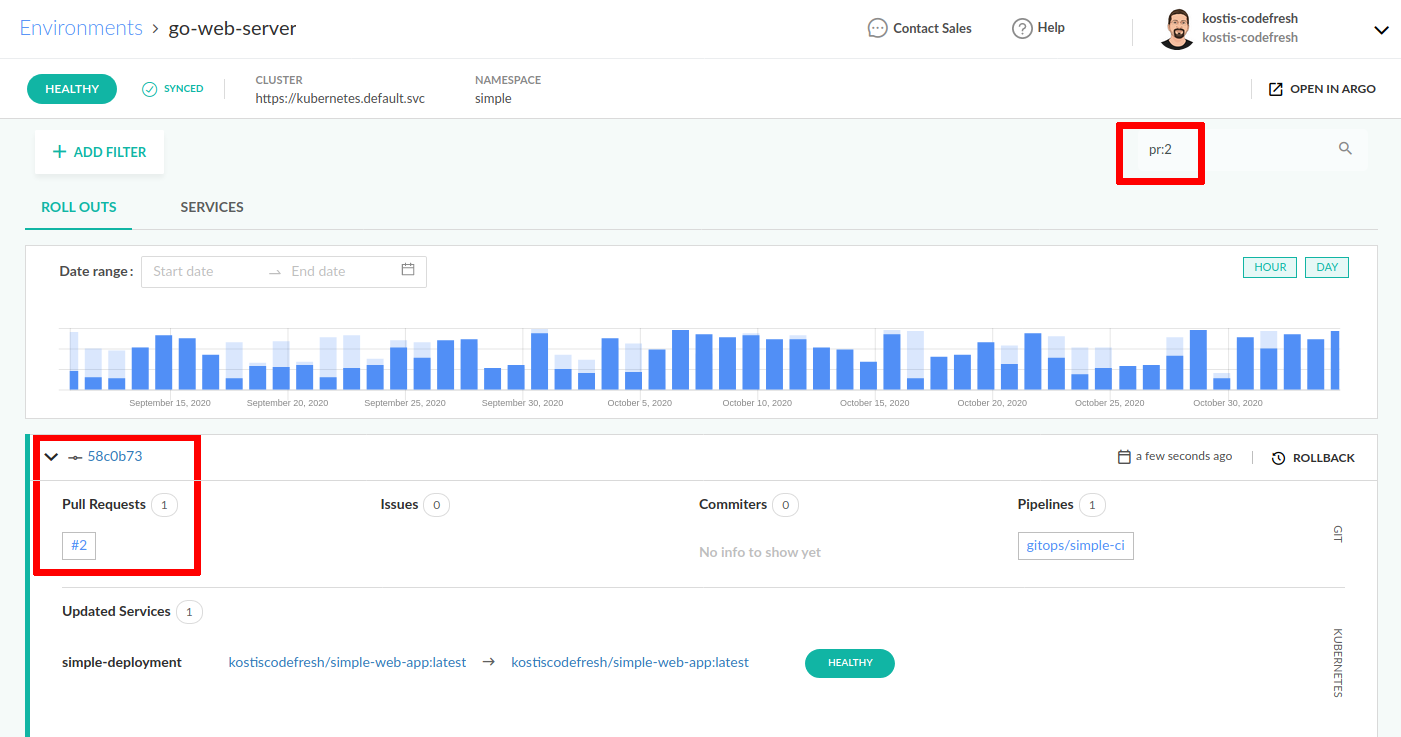 Environments > go-web-server
Contact Sales
Help
kostis-codefresh
kostis-codefresh
HEALTHY
SYNCED
CLUSTER
https://kubernetes.default.svc
NAMESPACE
simple
OPEN IN ARGO
+ ADD FILTER
pr:2
ROLL OUTS
SERVICES
Date range:
Start date → End date
HOUR
DAY
September 15, 2020
September 20, 2020
September 25, 2020
September 30, 2020
October 5, 2020
October 10, 2020
October 15, 2020
October 20, 2020
October 25, 2020
October 30, 2020
58c0b73
a few seconds ago
ROLLBACK
Pull Requests 1
Issues 0
Commiters 0
Pipelines 1
#2
No info to show yet
gitops/simple-ci
GIT
Updated Services 1
simple-deployment
kostiscodefresh/simple-web-app:latest → kostiscodefresh/simple-web-app:latest
HEALTHY
KUBERNETES